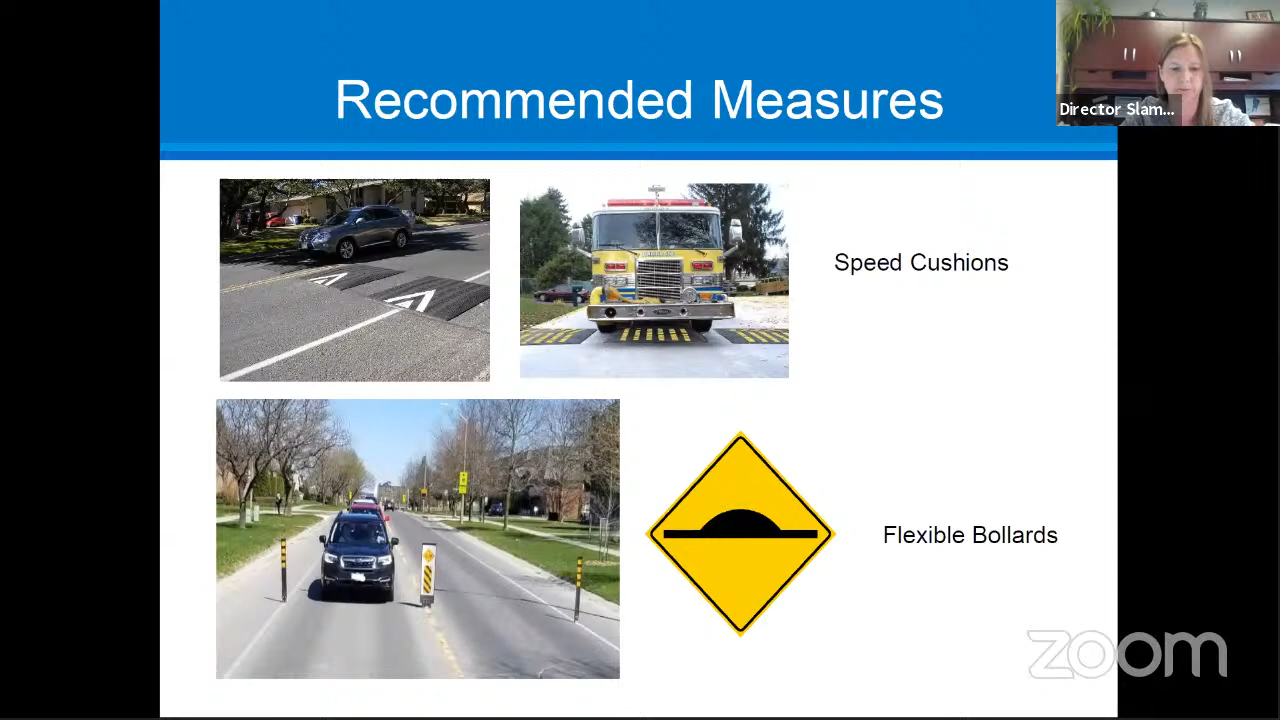 Recommended Measures
Director Slam...
Speed Cushions
Flexible Bollards
zoom